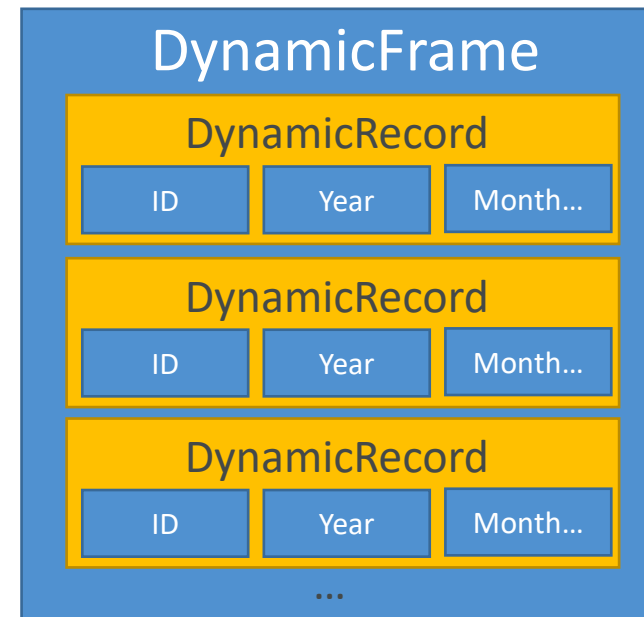 DynamicFrame
DynamicRecord
ID Year Month...
DynamicRecord
ID Year Month...
DynamicRecord
ID Year Month...
...